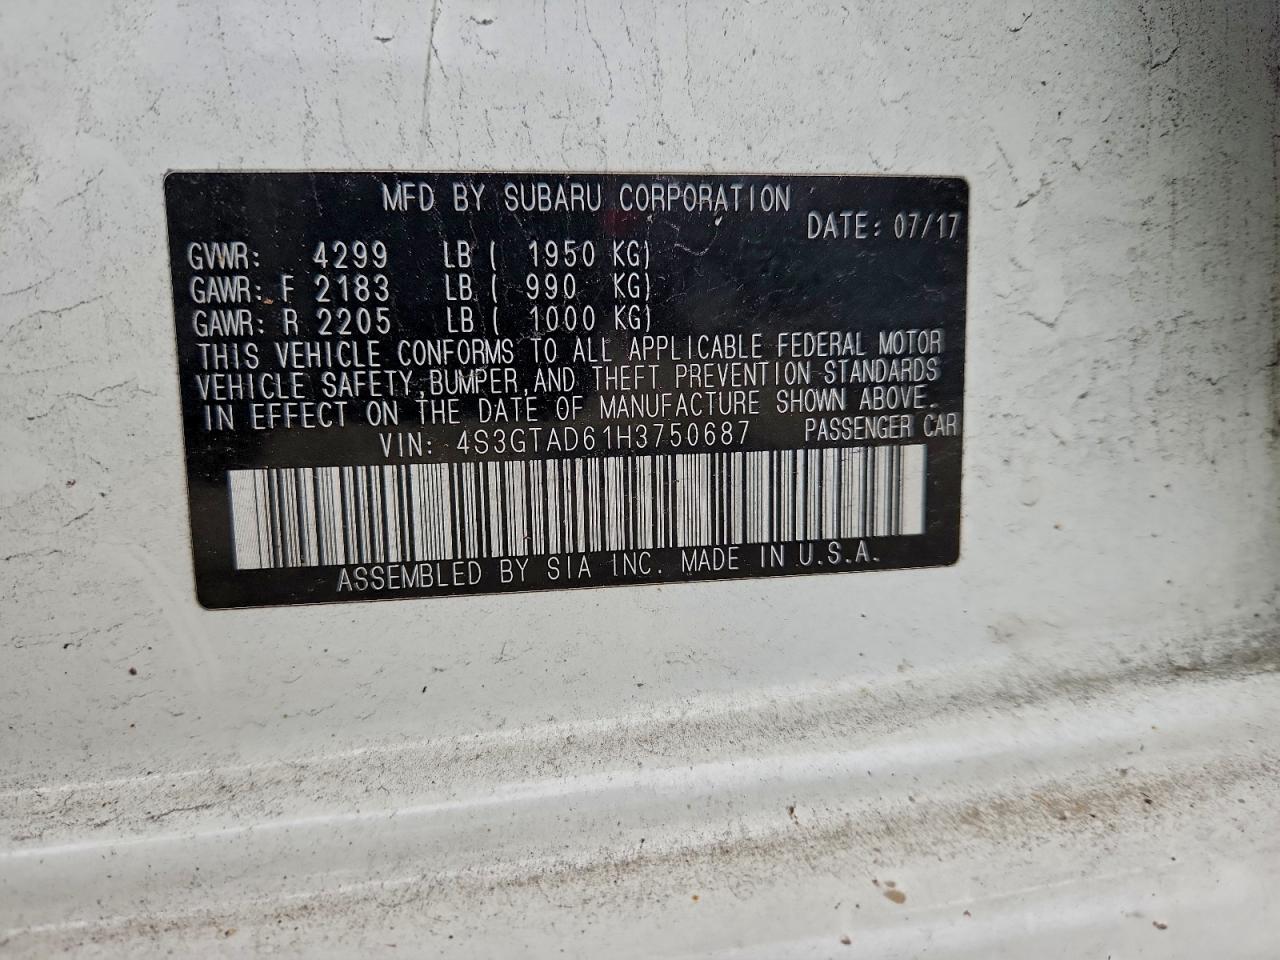 MFD BY SUBARU CORPORATION
DATE: 07/17
GVWR: 4299 LB ( 1950 KG)
GAWR: F 2183 LB ( 990 KG)
GAWR: R 2205 LB ( 1000 KG)
THIS VEHICLE CONFORMS TO ALL APPLICABLE FEDERAL MOTOR
VEHICLE SAFETY,BUMPER,AND THEFT PREVENTION STANDARDS
IN EFFECT ON THE DATE OF MANUFACTURE SHOWN ABOVE.
VIN: 4S3GTAD61H3750687 PASSENGER CAR
ASSEMBLED BY SIA INC. MADE IN U.S.A.